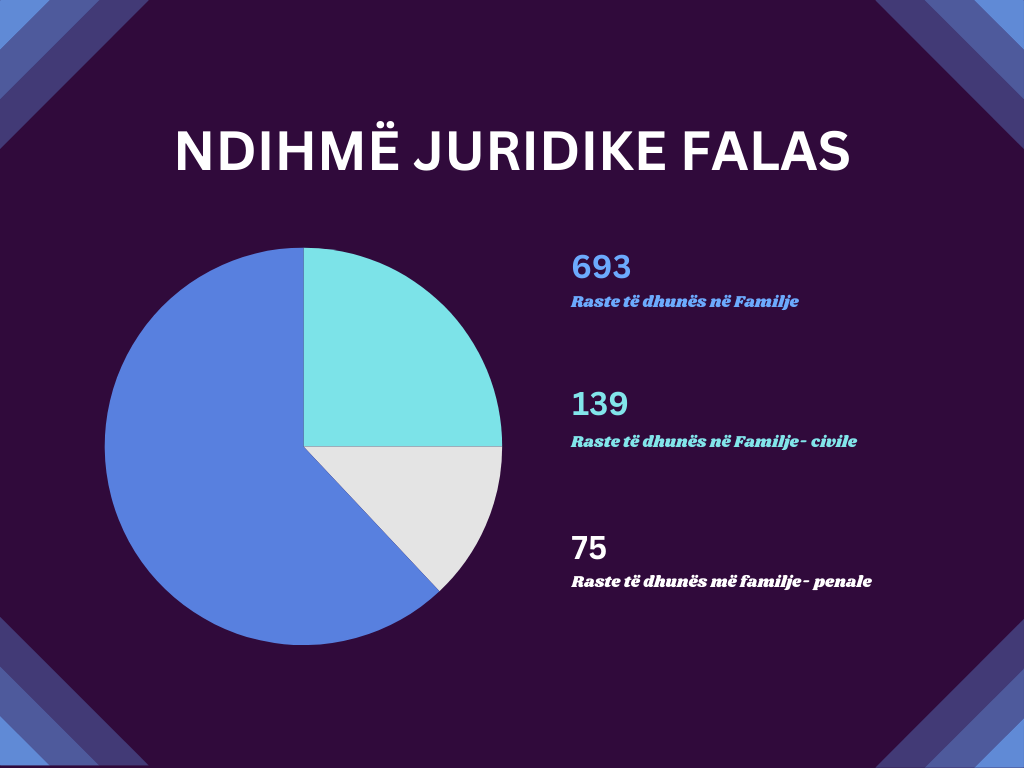 NDIHMË JURIDIKE FALAS
693
Raste të dhunës në Familje
139
Raste të dhunës në Familje- civile
75
Raste të dhunës më familje- penale